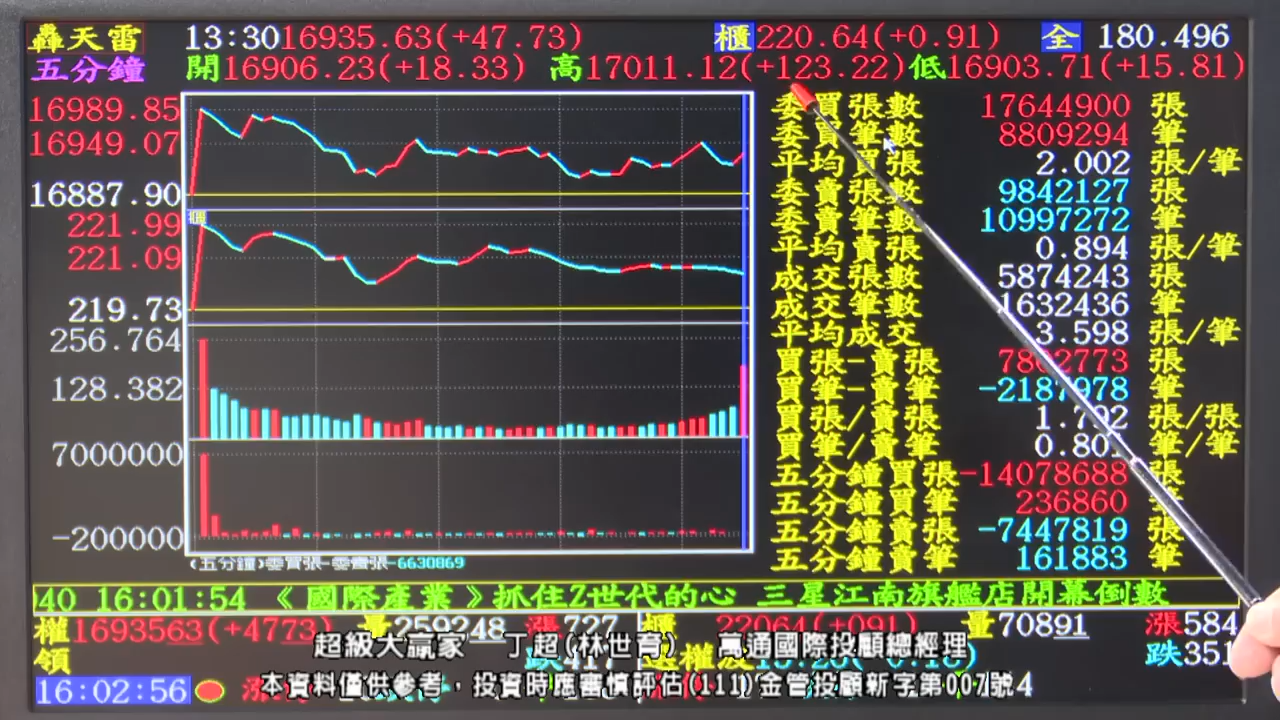 轟天雷 13:30 16935.63(+47.73) 櫃 220.64(+0.91) 全 180.496
五分鐘 開16906.23(+18.33) 高17011.12(+123.22) 低16903.71(+15.81)
16989.85
16949.07
16887.90
221.99
221.09
219.73
256.764
128.382
7000000
-200000
櫃
(五分鐘)委買張-委賣張-6630869
委買張數 17644900 張
委買筆數 8809294 筆
平均買張 2.002 張/筆
委賣張數 9842127 張
委賣筆數 10997272 筆
平均賣張 0.894 張/筆
成交張數 5874243 張
成交筆數 1632436 筆
平均成交 3.598 張/筆
買張-賣張 7802773 張
買筆-賣筆 -2187978 筆
買張/賣張 1.792 張/張
買筆/賣筆 0.801 筆/筆
五分鐘買張 -14078688 張
五分鐘買筆 236860 筆
五分鐘賣張 -7447819 張
五分鐘賣筆 161883 筆
40 16:01:54 《國際產業》抓住Z世代的心 三星江南旗艦店開幕倒數
權1693563(+4773) 量259248 漲727 櫃 22064(+091) 量70891 漲584
領 跌417 跌351
超級大贏家 丁超(林世育) 萬通國際投顧總經理
16:02:56
本資料僅供參考，投資時應審慎評估(111)金管投顧新字第007號